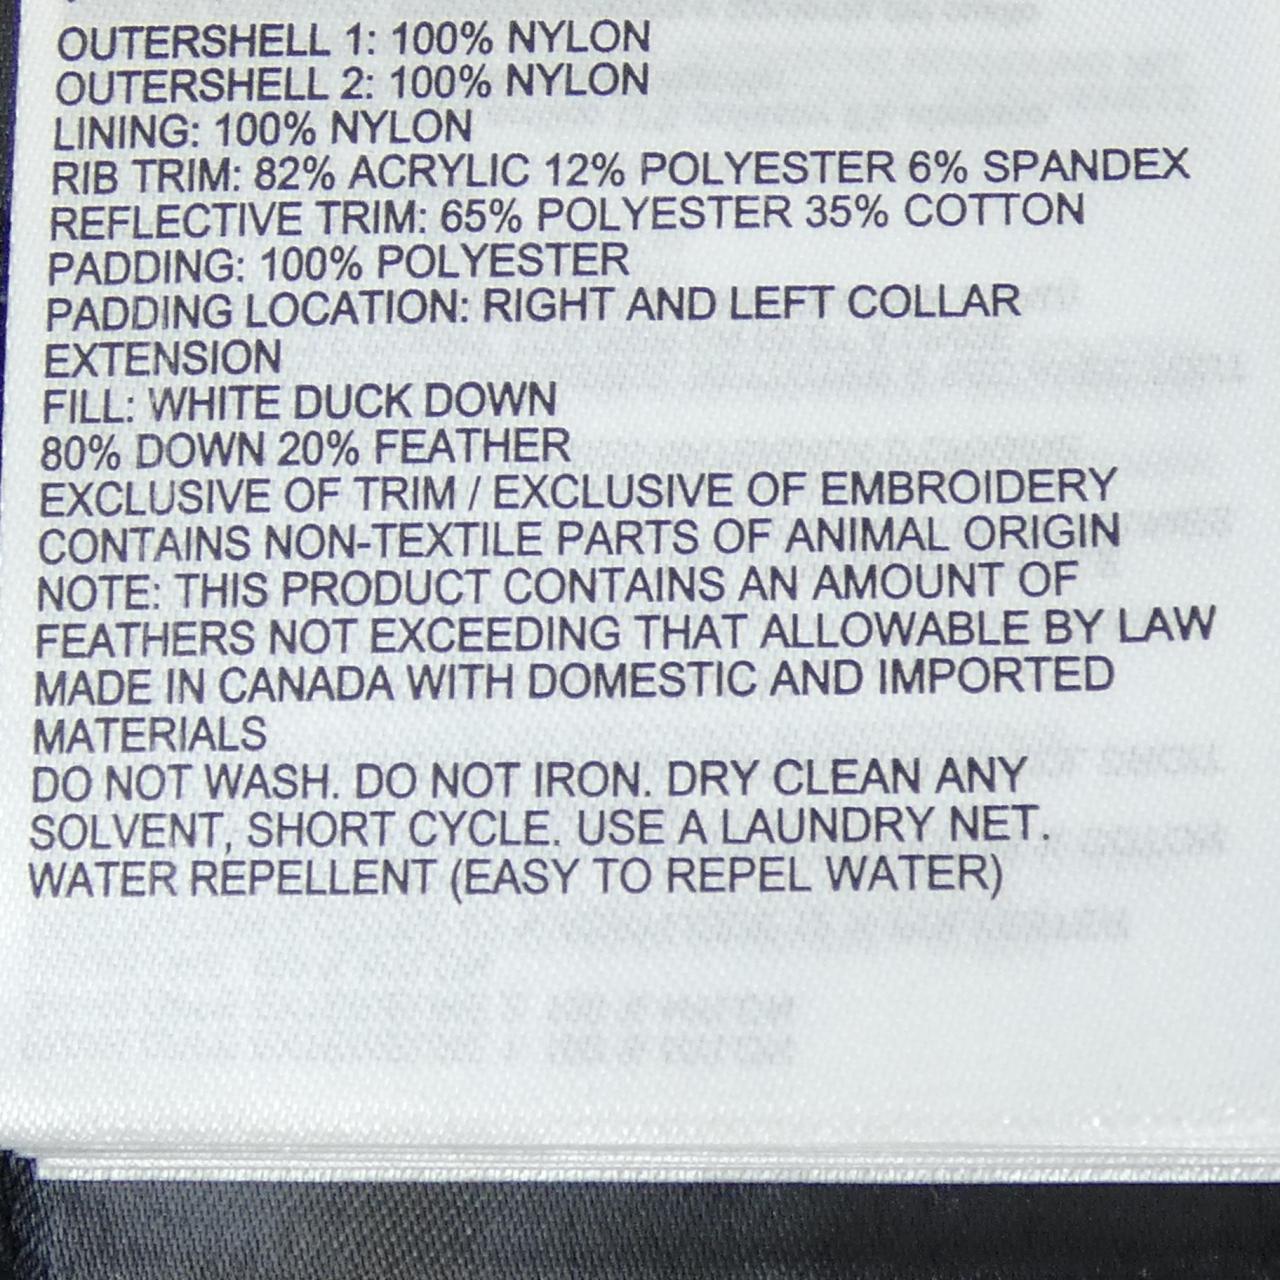 OUTERSHELL 1: 100% NYLON
OUTERSHELL 2: 100% NYLON
LINING: 100% NYLON
RIB TRIM: 82% ACRYLIC 12% POLYESTER 6% SPANDEX
REFLECTIVE TRIM: 65% POLYESTER 35% COTTON
PADDING: 100% POLYESTER
PADDING LOCATION: RIGHT AND LEFT COLLAR
EXTENSION
FILL: WHITE DUCK DOWN
80% DOWN 20% FEATHER
EXCLUSIVE OF TRIM / EXCLUSIVE OF EMBROIDERY
CONTAINS NON-TEXTILE PARTS OF ANIMAL ORIGIN
NOTE: THIS PRODUCT CONTAINS AN AMOUNT OF
FEATHERS NOT EXCEEDING THAT ALLOWABLE BY LAW
MADE IN CANADA WITH DOMESTIC AND IMPORTED
MATERIALS
DO NOT WASH. DO NOT IRON. DRY CLEAN ANY
SOLVENT, SHORT CYCLE. USE A LAUNDRY NET.
WATER REPELLENT (EASY TO REPEL WATER)